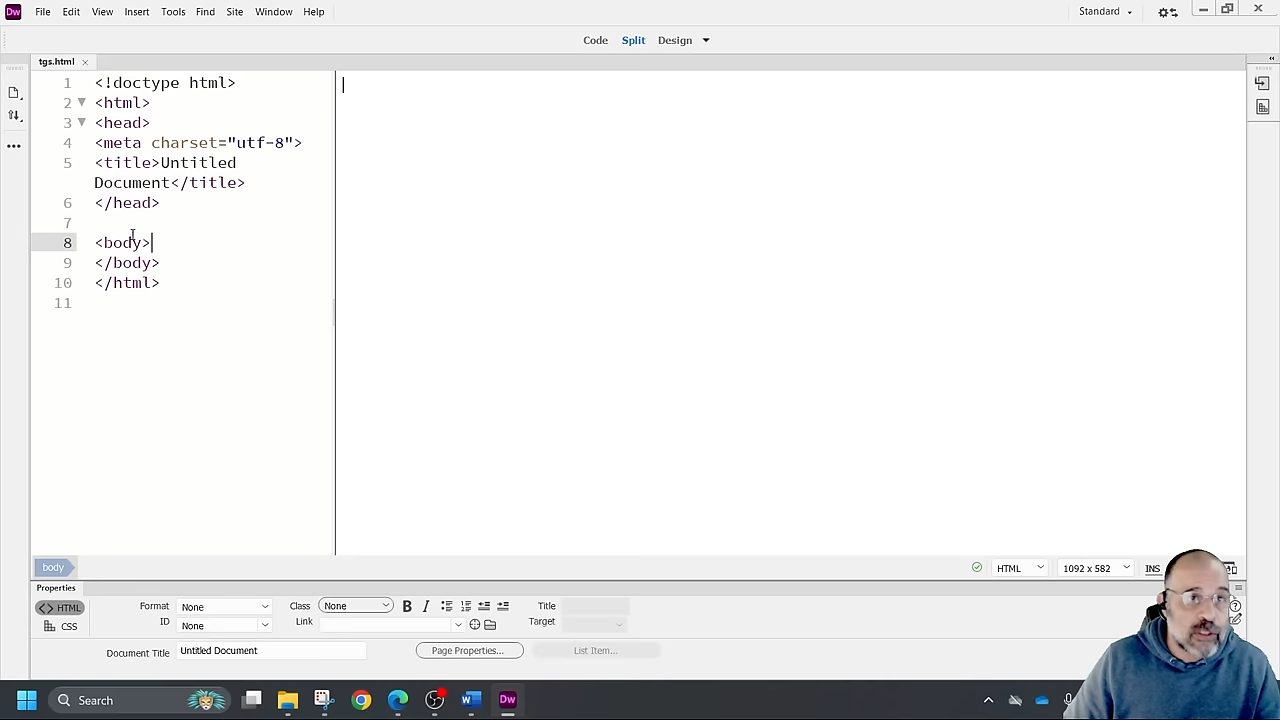 Dw File Edit View Insert Tools Find Site Window Help Standard
Code Split Design
tgs.html
1 <!doctype html>
2 <html>
3 <head>
4 <meta charset="utf-8">
5 <title>Untitled
Document</title>
6 </head>
7
8 <body>
9 </body>
10 </html>
11
body HTML 1092 x 582 INS
Properties
<> HTML Format None Class None B I Title
CSS ID None Link Target
Document Title Untitled Document Page Properties... List Item...
Search Dw